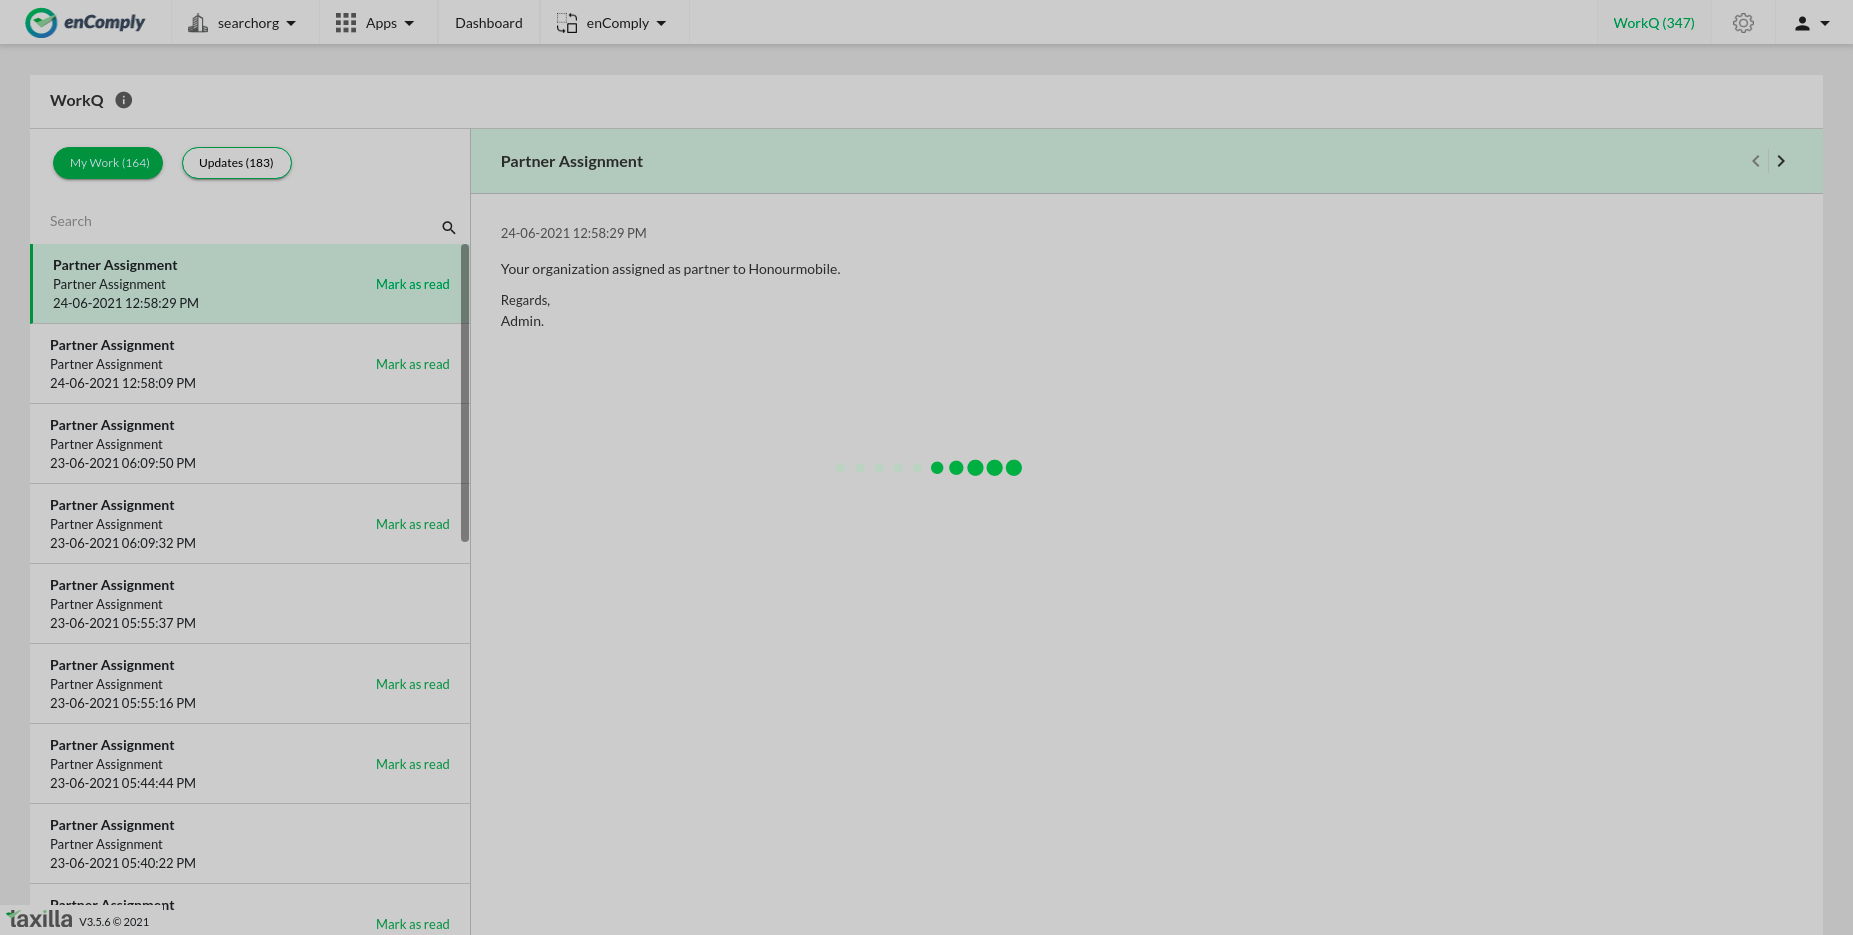 enComply
searchorg
Apps
Dashboard
enComply
WorkQ (347)
WorkQ
My Work (164)
Updates (183)
Search
Partner Assignment
Partner Assignment
Mark as read
24-06-2021 12:58:29 PM
Partner Assignment
Partner Assignment
Mark as read
24-06-2021 12:58:09 PM
Partner Assignment
Partner Assignment
23-06-2021 06:09:50 PM
Partner Assignment
Partner Assignment
Mark as read
23-06-2021 06:09:32 PM
Partner Assignment
Partner Assignment
23-06-2021 05:55:37 PM
Partner Assignment
Partner Assignment
Mark as read
23-06-2021 05:55:16 PM
Partner Assignment
Partner Assignment
Mark as read
23-06-2021 05:44:44 PM
Partner Assignment
Partner Assignment
23-06-2021 05:40:22 PM
Partner Assignment
Mark as read
Partner Assignment
24-06-2021 12:58:29 PM
Your organization assigned as partner to Honourmobile.
Regards,
Admin.
taxilla V3.5.6 © 2021